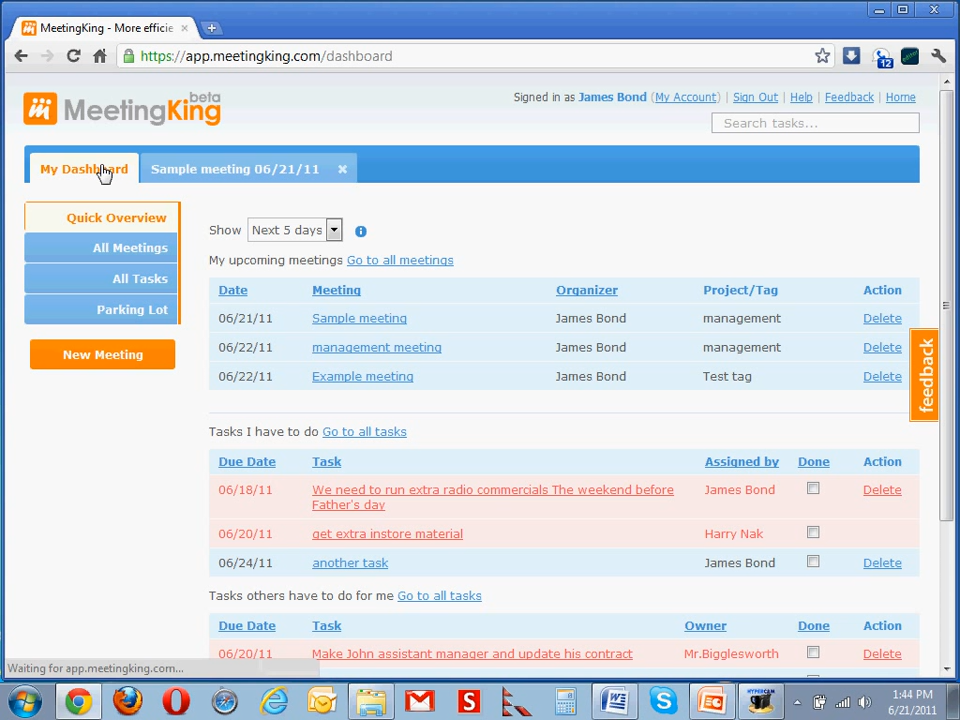 MeetingKing - More efficie
https://app.meetingking.com/dashboard
12
beta
MeetingKing
Signed in as James Bond (My Account) | Sign Out | Help | Feedback | Home
Search tasks...
My Dashboard
Sample meeting 06/21/11
Quick Overview
All Meetings
All Tasks
Parking Lot
New Meeting
Show Next 5 days
My upcoming meetings Go to all meetings
Date Meeting Organizer Project/Tag Action
06/21/11 Sample meeting James Bond management Delete
06/22/11 management meeting James Bond management Delete
06/22/11 Example meeting James Bond Test tag Delete
feedback
Tasks I have to do Go to all tasks
Due Date Task Assigned by Done Action
06/18/11 We need to run extra radio commercials The weekend before James Bond Delete
Father's day
06/20/11 get extra instore material Harry Nak
06/24/11 another task James Bond Delete
Tasks others have to do for me Go to all tasks
Due Date Task Owner Done Action
06/20/11 Make John assistant manager and update his contract Mr.Bigglesworth Delete
Waiting for app.meetingking.com...
HYPERCAM
1:44 PM
6/21/2011